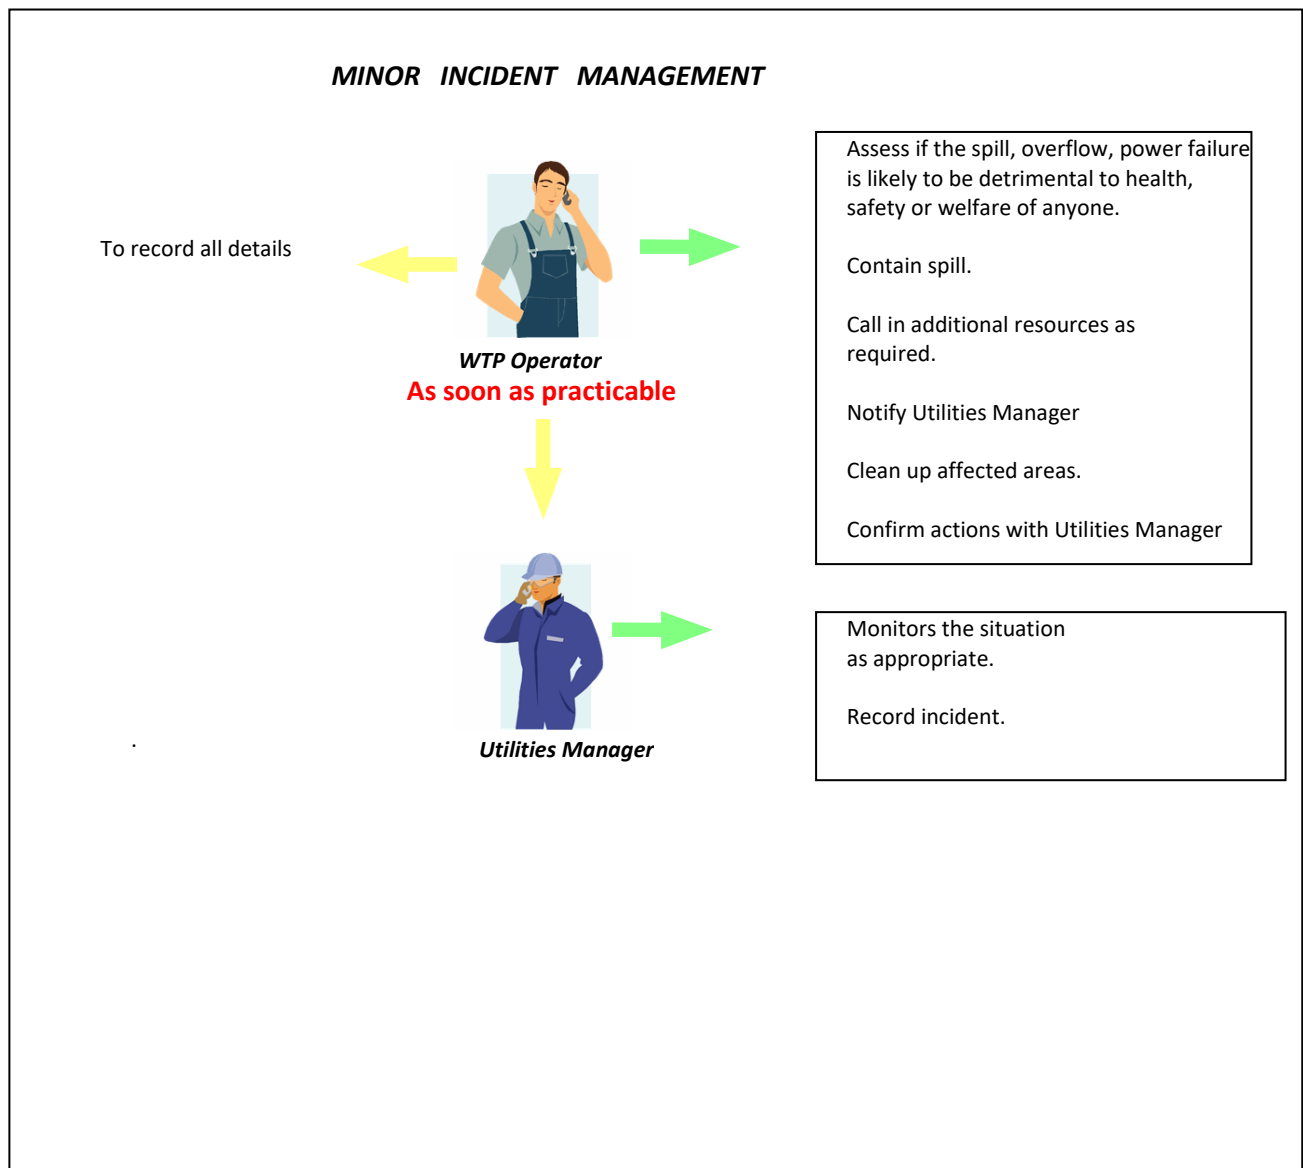 MINOR INCIDENT MANAGEMENT
To record all details
WTP Operator
As soon as practicable
Assess if the spill, overflow, power failure
is likely to be detrimental to health,
safety or welfare of anyone.
Contain spill.
Call in additional resources as
required.
Notify Utilities Manager
Clean up affected areas.
Confirm actions with Utilities Manager
Utilities Manager
Monitors the situation
as appropriate.
Record incident.
.